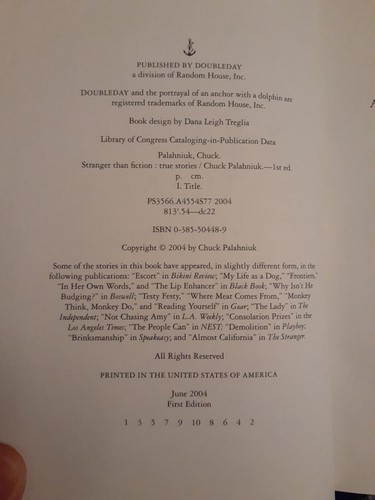 PUBLISHED BY DOUBLEDAY
a division of Random House, Inc.
DOUBLEDAY and the portrayal of an anchor with a dolphin are
registered trademarks of Random House, Inc.
Book design by Dana Leigh Treglia
Library of Congress Cataloging-in-Publication Data
Palahniuk, Chuck.
Stranger than fiction : true stories / Chuck Palahniuk.—1st ed.
p. cm.
I. Title.
PS3566.A4554S77 2004
813'.54—dc22
ISBN 0-385-50448-9
Copyright © 2004 by Chuck Palahniuk
Some of the stories in this book have appeared, in slightly different form, in the
following publications: "Escort" in Bikini Review; "My Life as a Dog," "Frontiers,"
"In Her Own Words," and "The Lip Enhancer" in Black Book; "Why Isn't He
Budging?" in Boswell; "Testy Festy," "Where Meat Comes From," "Monkey
Think, Monkey Do," and "Reading Yourself" in Gear; "The Lady" in The
Independent; "Not Chasing Amy" in L.A. Weekly; "Consolation Prizes" in the
Los Angeles Times; "The People Can" in NEST; "Demolition" in Playboy;
"Brinksmanship" in Speakeasy; and "Almost California" in The Stranger.
All Rights Reserved
PRINTED IN THE UNITED STATES OF AMERICA
June 2004
First Edition
1 3 5 7 9 10 8 6 4 2